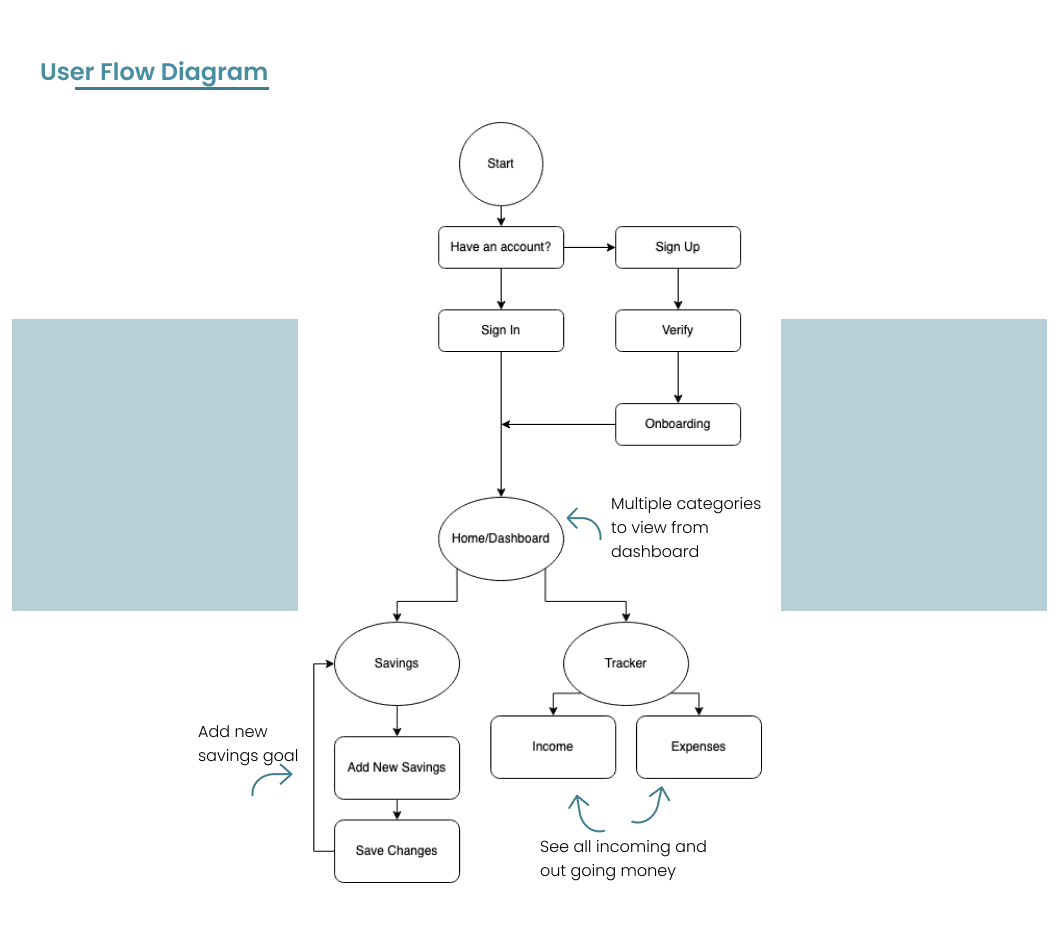 User Flow Diagram
Start
Have an account?
Sign Up
Sign In
Verify
Onboarding
Home/Dashboard
Multiple categories
to view from
dashboard
Savings
Tracker
Add new
savings goal
Income
Expenses
Add New Savings
Save Changes
See all incoming and
out going money